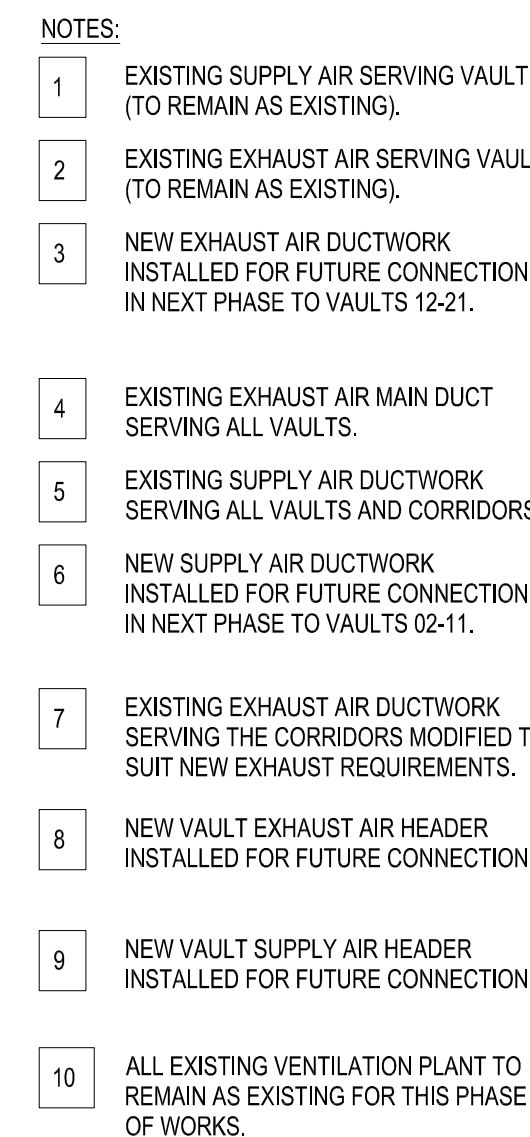 NOTES:
1 EXISTING SUPPLY AIR SERVING VAULT
(TO REMAIN AS EXISTING).
2 EXISTING EXHAUST AIR SERVING VAUL
(TO REMAIN AS EXISTING).
3 NEW EXHAUST AIR DUCTWORK
INSTALLED FOR FUTURE CONNECTION
IN NEXT PHASE TO VAULTS 12-21.
4 EXISTING EXHAUST AIR MAIN DUCT
SERVING ALL VAULTS.
5 EXISTING SUPPLY AIR DUCTWORK
SERVING ALL VAULTS AND CORRIDORS
6 NEW SUPPLY AIR DUCTWORK
INSTALLED FOR FUTURE CONNECTION
IN NEXT PHASE TO VAULTS 02-11.
7 EXISTING EXHAUST AIR DUCTWORK
SERVING THE CORRIDORS MODIFIED T
SUIT NEW EXHAUST REQUIREMENTS.
8 NEW VAULT EXHAUST AIR HEADER
INSTALLED FOR FUTURE CONNECTION
9 NEW VAULT SUPPLY AIR HEADER
INSTALLED FOR FUTURE CONNECTION
10 ALL EXISTING VENTILATION PLANT TO
REMAIN AS EXISTING FOR THIS PHASE
OF WORKS.